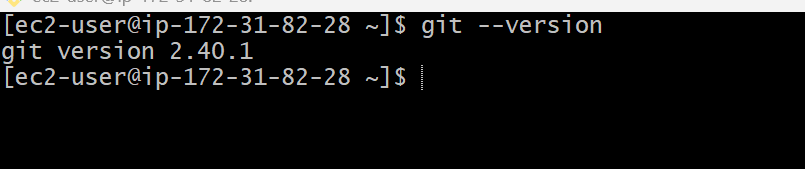 [ec2-user@ip-172-31-82-28 ~]$ git --version
git version 2.40.1
[ec2-user@ip-172-31-82-28 ~]$